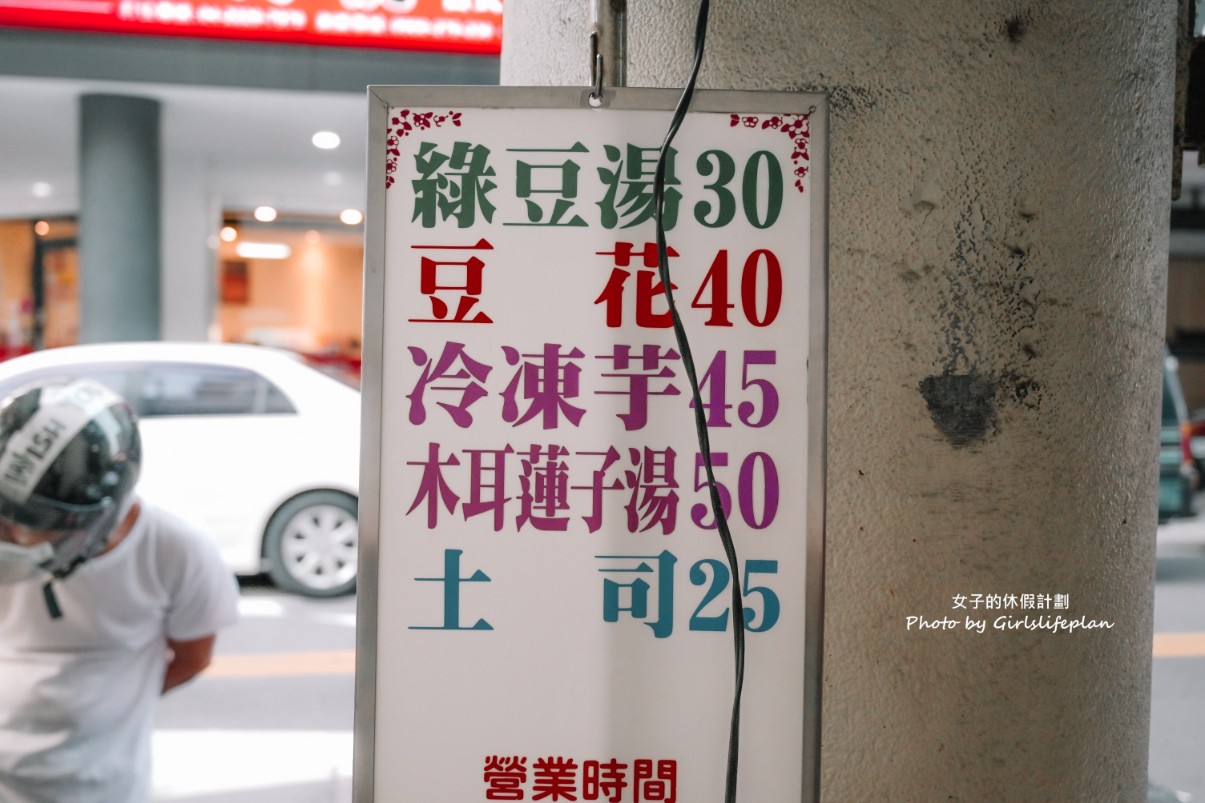 綠豆湯30
豆花40
冷凍芋45
木耳蓮子湯50
土司25
營業時間
女子的休假計劃
Photo by Girlslifeplan